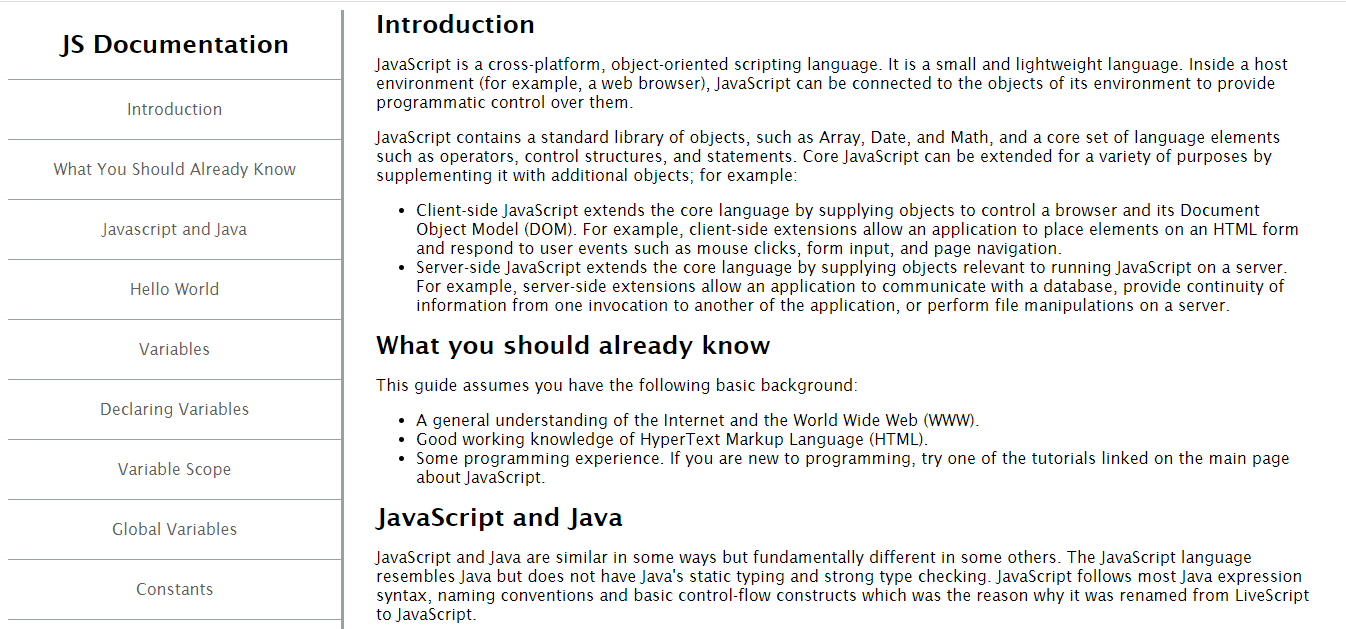 JS Documentation
Introduction
What You Should Already Know
Javascript and Java
Hello World
Variables
Declaring Variables
Variable Scope
Global Variables
Constants
Introduction
JavaScript is a cross-platform, object-oriented scripting language. It is a small and lightweight language. Inside a host
environment (for example, a web browser), JavaScript can be connected to the objects of its environment to provide
programmatic control over them.
JavaScript contains a standard library of objects, such as Array, Date, and Math, and a core set of language elements
such as operators, control structures, and statements. Core JavaScript can be extended for a variety of purposes by
supplementing it with additional objects; for example:
• Client-side JavaScript extends the core language by supplying objects to control a browser and its Document
Object Model (DOM). For example, client-side extensions allow an application to place elements on an HTML form
and respond to user events such as mouse clicks, form input, and page navigation.
• Server-side JavaScript extends the core language by supplying objects relevant to running JavaScript on a server.
For example, server-side extensions allow an application to communicate with a database, provide continuity of
information from one invocation to another of the application, or perform file manipulations on a server.
What you should already know
This guide assumes you have the following basic background:
• A general understanding of the Internet and the World Wide Web (WWW).
• Good working knowledge of HyperText Markup Language (HTML).
• Some programming experience. If you are new to programming, try one of the tutorials linked on the main page
about JavaScript.
JavaScript and Java
JavaScript and Java are similar in some ways but fundamentally different in some others. The JavaScript language
resembles Java but does not have Java's static typing and strong type checking. JavaScript follows most Java expression
syntax, naming conventions and basic control-flow constructs which was the reason why it was renamed from LiveScript
to JavaScript.